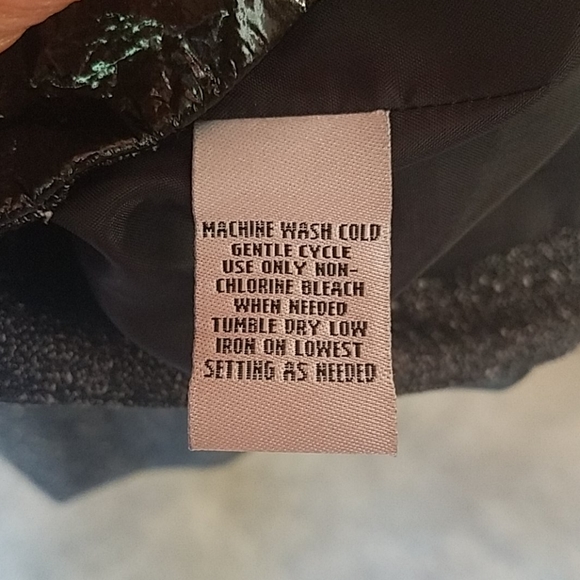 MACHINE WASH COLD
GENTLE CYCLE
USE ONLY NON-
CHLORINE BLEACH
WHEN NEEDED
TUMBLE DRY LOW
IRON ON LOWEST
SETTING AS NEEDED